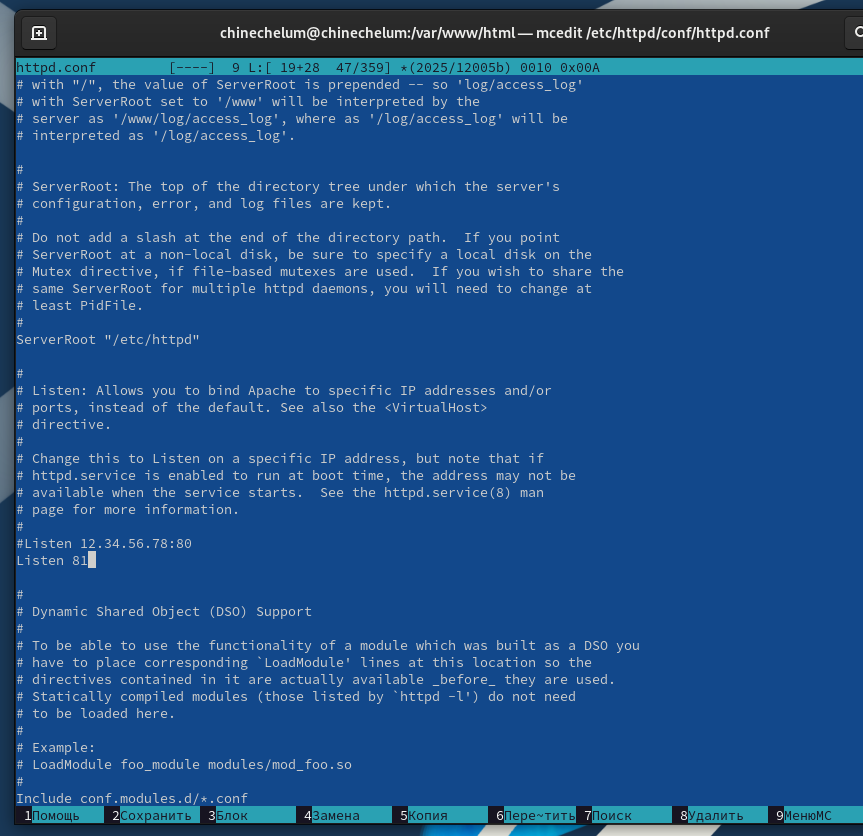 chinechelum@chinechelum:/var/www/html — mcedit /etc/httpd/conf/httpd.conf
httpd.conf [----] 9 L:[ 19+28 47/359] *(2025/12005b) 0010 0x00A
# with "/", the value of ServerRoot is prepended -- so 'log/access_log'
# with ServerRoot set to '/www' will be interpreted by the
# server as '/www/log/access_log', where as '/log/access_log' will be
# interpreted as '/log/access_log'.
#
# ServerRoot: The top of the directory tree under which the server's
# configuration, error, and log files are kept.
#
# Do not add a slash at the end of the directory path.  If you point
# ServerRoot at a non-local disk, be sure to specify a local disk on the
# Mutex directive, if file-based mutexes are used.  If you wish to share the
# same ServerRoot for multiple httpd daemons, you will need to change at
# least PidFile.
#
ServerRoot "/etc/httpd"
#
# Listen: Allows you to bind Apache to specific IP addresses and/or
# ports, instead of the default. See also the <VirtualHost>
# directive.
#
# Change this to Listen on a specific IP address, but note that if
# httpd.service is enabled to run at boot time, the address may not be
# available when the service starts.  See the httpd.service(8) man
# page for more information.
#
#Listen 12.34.56.78:80
Listen 81
#
# Dynamic Shared Object (DSO) Support
#
# To be able to use the functionality of a module which was built as a DSO you
# have to place corresponding `LoadModule' lines at this location so the
# directives contained in it are actually available _before_ they are used.
# Statically compiled modules (those listed by `httpd -l') do not need
# to be loaded here.
#
# Example:
# LoadModule foo_module modules/mod_foo.so
#
Include conf.modules.d/*.conf
1Помощь 2Сохранить 3Блок 4Замена 5Копия 6Пере~тить 7Поиск 8Удалить 9МенюMC